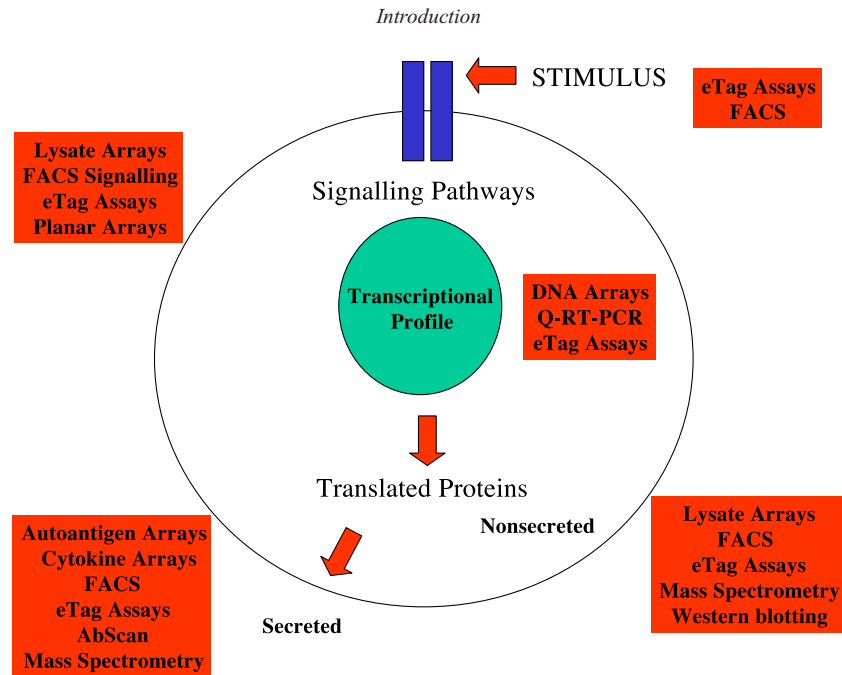 Introduction
STIMULUS
eTag Assays
FACS
Lysate Arrays
FACS Signalling
eTag Assays
Planar Arrays
Signalling Pathways
Transcriptional
Profile
DNA Arrays
Q-RT-PCR
eTag Assays
Translated Proteins
Nonsecreted
Secreted
Autoantigen Arrays
Cytokine Arrays
FACS
eTag Assays
AbScan
Mass Spectrometry
Lysate Arrays
FACS
eTag Assays
Mass Spectrometry
Western blotting